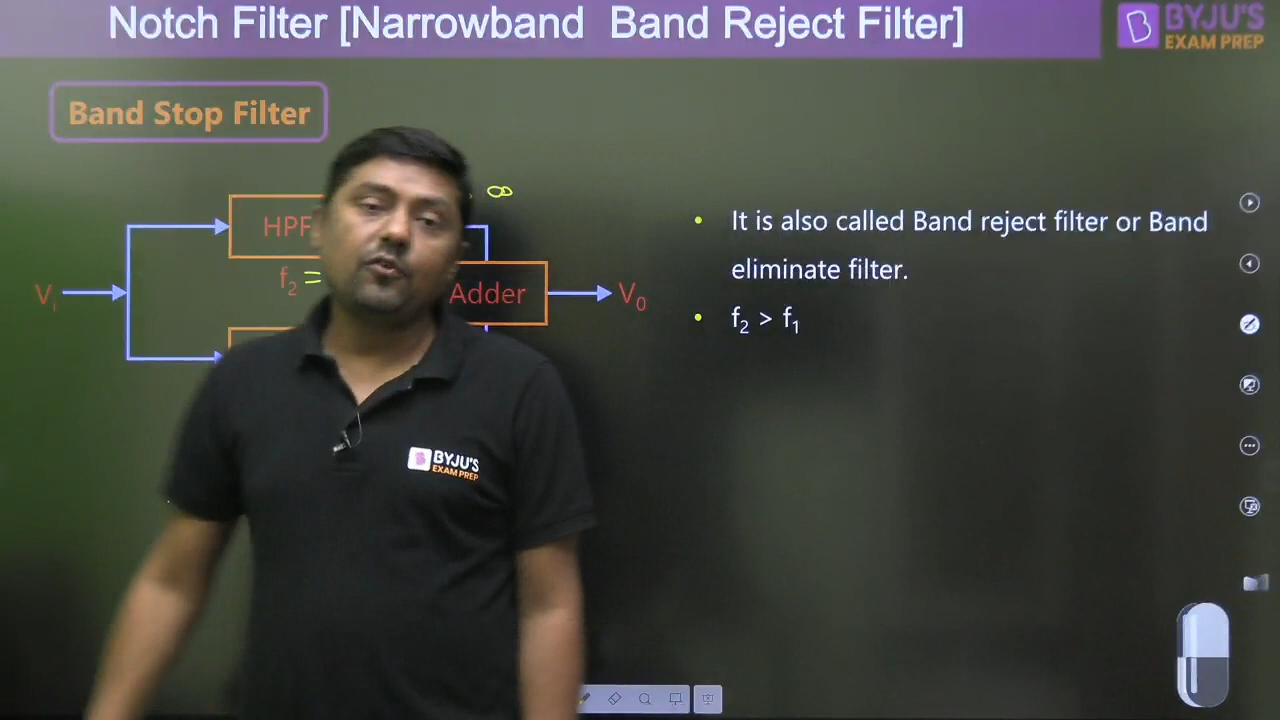 Notch Filter [Narrowband Band Reject Filter]
BYJU'S
EXAM PREP
Band Stop Filter
∞
HPF
f₂ =
Vᵢ
Adder
V₀
It is also called Band reject filter or Band
eliminate filter.
f₂ > f₁
BYJU'S
EXAM PREP